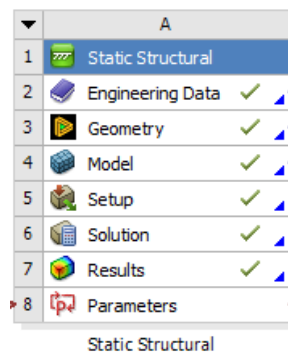 A
1 Static Structural
2 Engineering Data
3 Geometry
4 Model
5 Setup
6 Solution
7 Results
8 Parameters
Static Structural